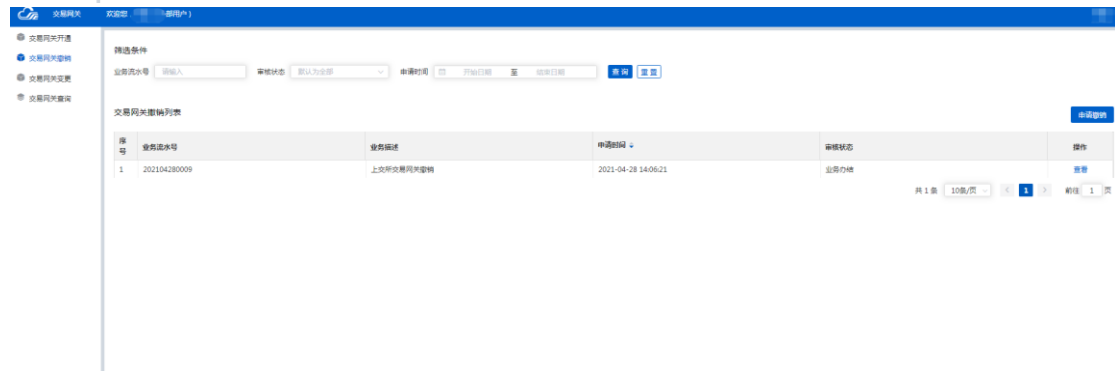 交易网关 欢迎您 部用户)
交易网关开通
交易网关撤销
交易网关变更
交易网关查询
筛选条件
业务流水号 请输入 审核状态 默认为全部 申请时间 开始日期 至 结束日期 查询 重置
交易网关撤销列表 申请撤销
序号 业务流水号 业务描述 申请时间 审核状态 操作
1 202104280009 上交所交易网关撤销 2021-04-28 14:06:21 业务办结 查看
共 1 条 10条/页 < 1 > 前往 1 页